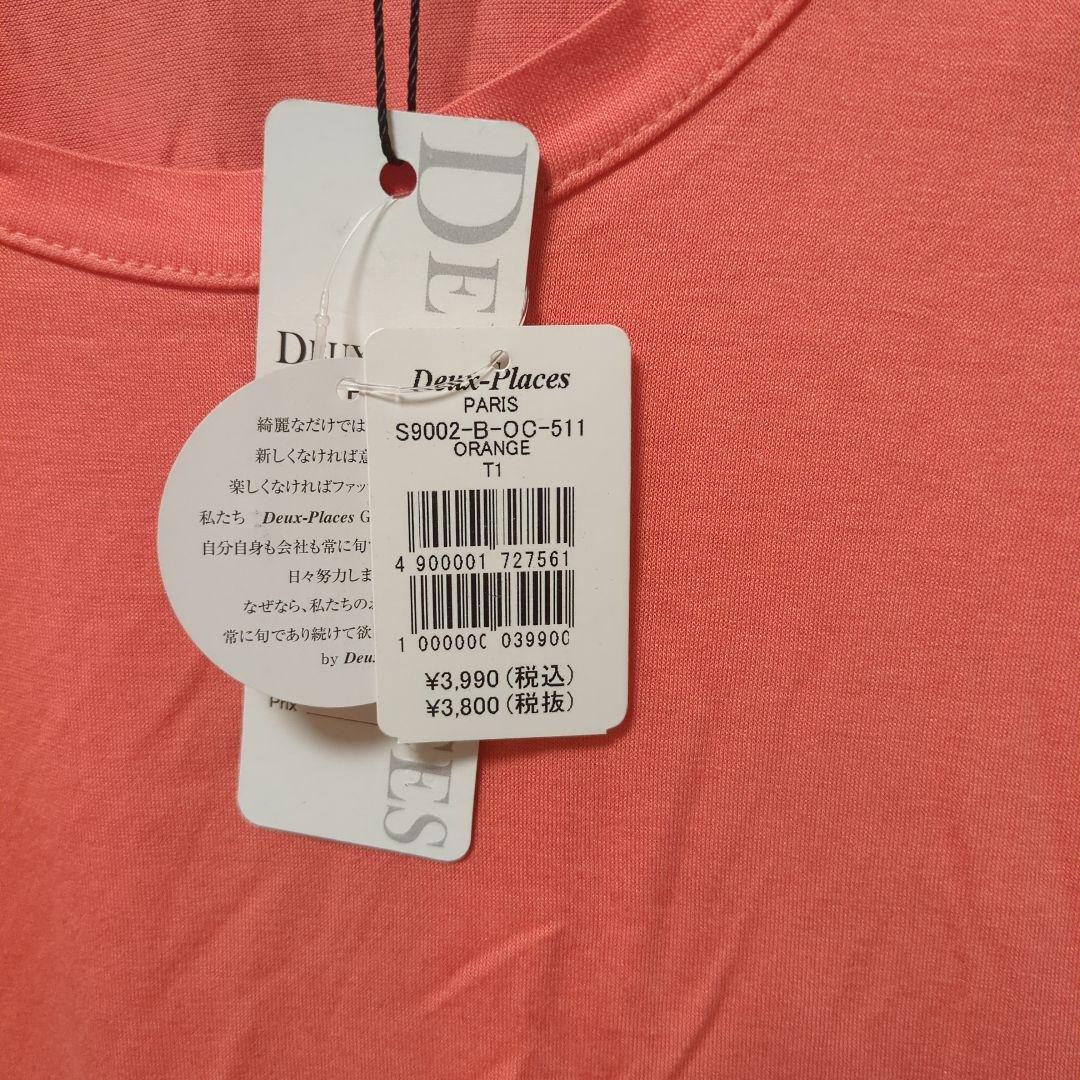 DE
ES
DEUX
綺麗なだけでは
新しくなければ意
楽しくなければファッ
私たち Deux-Places G
自分自身も会社も常に旬
日々努力しま
なぜなら、私たちの
常に旬であり続けて欲
by Deux
Prix
Deux-Places
PARIS
S9002-B-OC-511
ORANGE
T1
4 900001 727561
1 000000 039900
¥3,990(税込)
¥3,800(税抜)